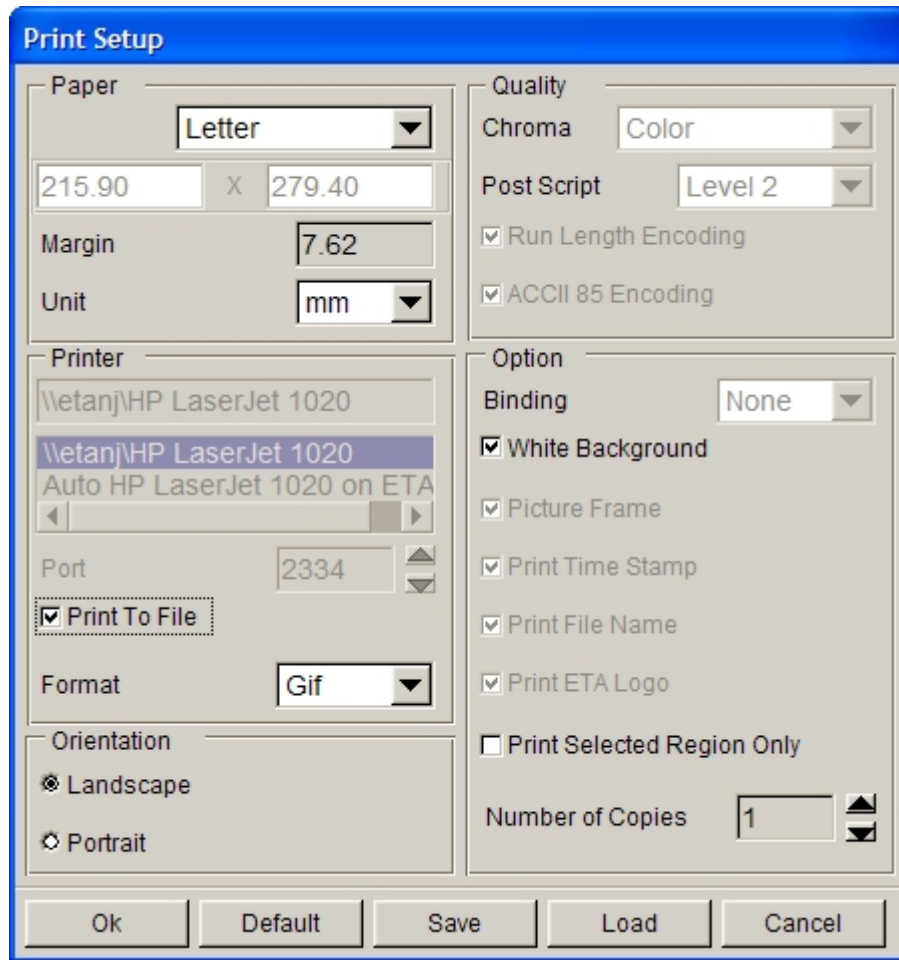 Print Setup
Paper
Letter
215.90 X 279.40
Margin 7.62
Unit mm
Printer
\\etanj\HP LaserJet 1020
\\etanj\HP LaserJet 1020
Auto HP LaserJet 1020 on ETA
Port 2334
Print To File
Format Gif
Orientation
Landscape
Portrait
Quality
Chroma Color
Post Script Level 2
Run Length Encoding
ACCII 85 Encoding
Option
Binding None
White Background
Picture Frame
Print Time Stamp
Print File Name
Print ETA Logo
Print Selected Region Only
Number of Copies 1
Ok Default Save Load Cancel